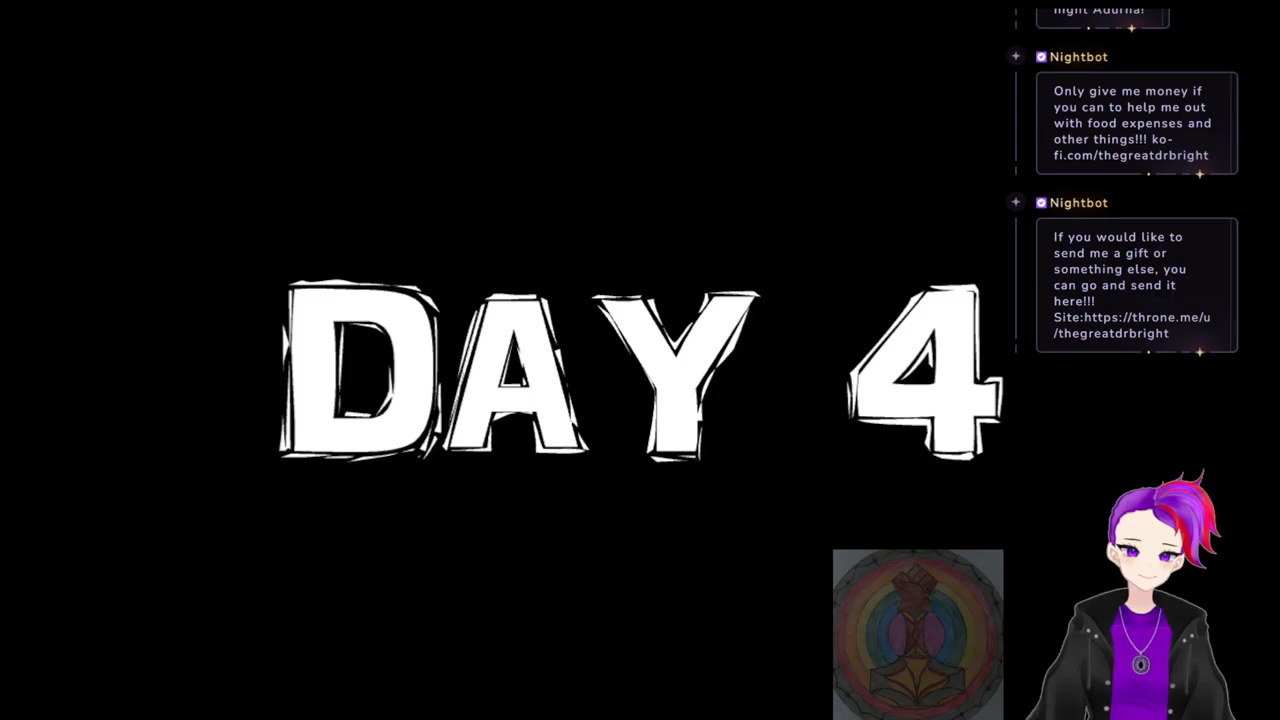 night Adurna!
Nightbot
Only give me money if
you can to help me out
with food expenses and
other things!!! ko-
fi.com/thegreatdrbright
Nightbot
If you would like to
send me a gift or
something else, you
can go and send it
here!!!
Site:https://throne.me/u
/thegreatdrbright
DAY 4